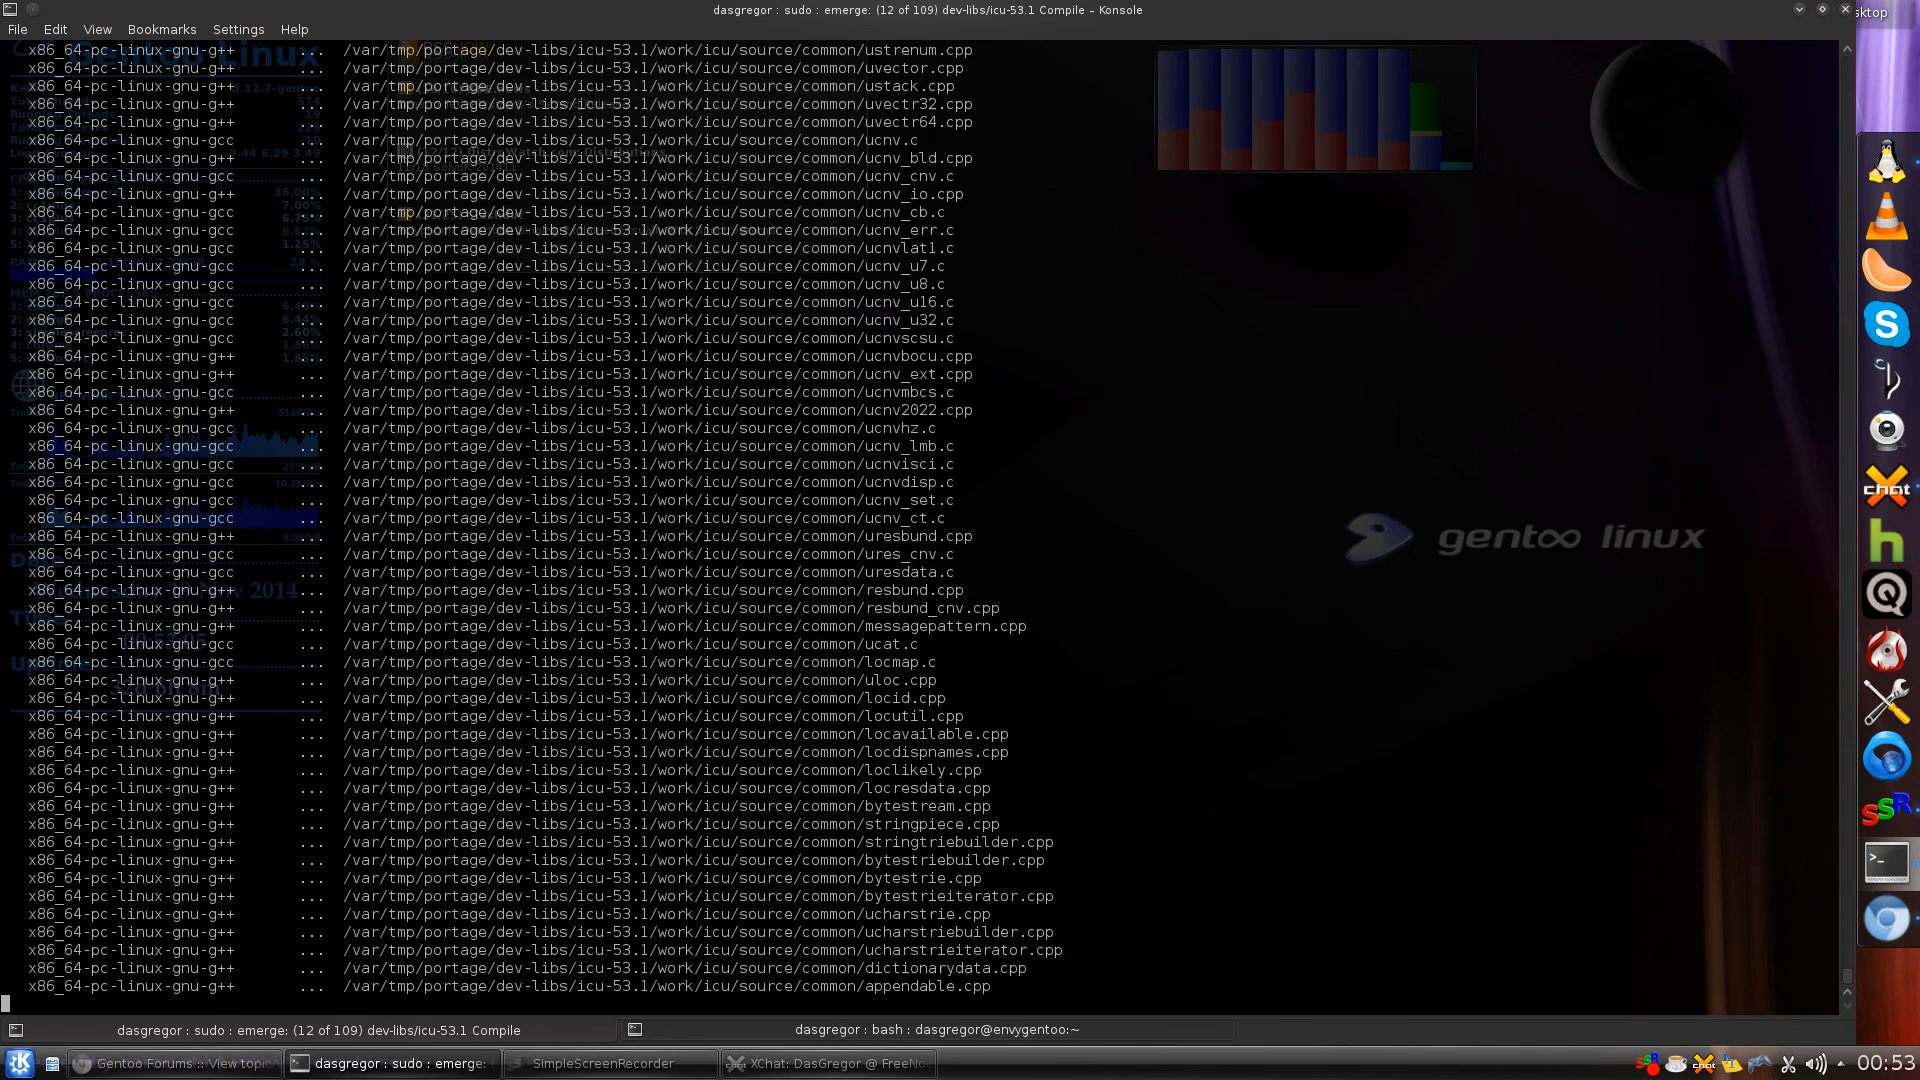 dasgregor : sudo : emerge: (12 of 109) dev-libs/icu-53.1 Compile – Konsole
File Edit View Bookmarks Settings Help
x86_64-pc-linux-gnu-g++ ... /var/tmp/portage/dev-libs/icu-53.1/work/icu/source/common/ustrenum.cpp
x86_64-pc-linux-gnu-g++ ... /var/tmp/portage/dev-libs/icu-53.1/work/icu/source/common/uvector.cpp
x86_64-pc-linux-gnu-g++ ... /var/tmp/portage/dev-libs/icu-53.1/work/icu/source/common/ustack.cpp
x86_64-pc-linux-gnu-g++ ... /var/tmp/portage/dev-libs/icu-53.1/work/icu/source/common/uvectr32.cpp
x86_64-pc-linux-gnu-g++ ... /var/tmp/portage/dev-libs/icu-53.1/work/icu/source/common/uvectr64.cpp
x86_64-pc-linux-gnu-gcc ... /var/tmp/portage/dev-libs/icu-53.1/work/icu/source/common/ucnv.c
x86_64-pc-linux-gnu-g++ ... /var/tmp/portage/dev-libs/icu-53.1/work/icu/source/common/ucnv_bld.cpp
x86_64-pc-linux-gnu-gcc ... /var/tmp/portage/dev-libs/icu-53.1/work/icu/source/common/ucnv_cnv.c
x86_64-pc-linux-gnu-g++ ... /var/tmp/portage/dev-libs/icu-53.1/work/icu/source/common/ucnv_io.cpp
x86_64-pc-linux-gnu-gcc ... /var/tmp/portage/dev-libs/icu-53.1/work/icu/source/common/ucnv_cb.c
x86_64-pc-linux-gnu-gcc ... /var/tmp/portage/dev-libs/icu-53.1/work/icu/source/common/ucnv_err.c
x86_64-pc-linux-gnu-gcc ... /var/tmp/portage/dev-libs/icu-53.1/work/icu/source/common/ucnvlat1.c
x86_64-pc-linux-gnu-gcc ... /var/tmp/portage/dev-libs/icu-53.1/work/icu/source/common/ucnv_u7.c
x86_64-pc-linux-gnu-gcc ... /var/tmp/portage/dev-libs/icu-53.1/work/icu/source/common/ucnv_u8.c
x86_64-pc-linux-gnu-gcc ... /var/tmp/portage/dev-libs/icu-53.1/work/icu/source/common/ucnv_u16.c
x86_64-pc-linux-gnu-gcc ... /var/tmp/portage/dev-libs/icu-53.1/work/icu/source/common/ucnv_u32.c
x86_64-pc-linux-gnu-gcc ... /var/tmp/portage/dev-libs/icu-53.1/work/icu/source/common/ucnvscsu.c
x86_64-pc-linux-gnu-g++ ... /var/tmp/portage/dev-libs/icu-53.1/work/icu/source/common/ucnvbocu.cpp
x86_64-pc-linux-gnu-g++ ... /var/tmp/portage/dev-libs/icu-53.1/work/icu/source/common/ucnv_ext.cpp
x86_64-pc-linux-gnu-gcc ... /var/tmp/portage/dev-libs/icu-53.1/work/icu/source/common/ucnvmbcs.c
x86_64-pc-linux-gnu-g++ ... /var/tmp/portage/dev-libs/icu-53.1/work/icu/source/common/ucnv2022.cpp
x86_64-pc-linux-gnu-gcc ... /var/tmp/portage/dev-libs/icu-53.1/work/icu/source/common/ucnvhz.c
x86_64-pc-linux-gnu-gcc ... /var/tmp/portage/dev-libs/icu-53.1/work/icu/source/common/ucnv_lmb.c
x86_64-pc-linux-gnu-gcc ... /var/tmp/portage/dev-libs/icu-53.1/work/icu/source/common/ucnvisci.c
x86_64-pc-linux-gnu-gcc ... /var/tmp/portage/dev-libs/icu-53.1/work/icu/source/common/ucnvdisp.c
x86_64-pc-linux-gnu-gcc ... /var/tmp/portage/dev-libs/icu-53.1/work/icu/source/common/ucnv_set.c
x86_64-pc-linux-gnu-gcc ... /var/tmp/portage/dev-libs/icu-53.1/work/icu/source/common/ucnv_ct.c
x86_64-pc-linux-gnu-g++ ... /var/tmp/portage/dev-libs/icu-53.1/work/icu/source/common/uresbund.cpp
x86_64-pc-linux-gnu-gcc ... /var/tmp/portage/dev-libs/icu-53.1/work/icu/source/common/ures_cnv.c
x86_64-pc-linux-gnu-gcc ... /var/tmp/portage/dev-libs/icu-53.1/work/icu/source/common/uresdata.c
x86_64-pc-linux-gnu-g++ ... /var/tmp/portage/dev-libs/icu-53.1/work/icu/source/common/resbund.cpp
x86_64-pc-linux-gnu-g++ ... /var/tmp/portage/dev-libs/icu-53.1/work/icu/source/common/resbund_cnv.cpp
x86_64-pc-linux-gnu-g++ ... /var/tmp/portage/dev-libs/icu-53.1/work/icu/source/common/messagepattern.cpp
x86_64-pc-linux-gnu-gcc ... /var/tmp/portage/dev-libs/icu-53.1/work/icu/source/common/ucat.c
x86_64-pc-linux-gnu-gcc ... /var/tmp/portage/dev-libs/icu-53.1/work/icu/source/common/locmap.c
x86_64-pc-linux-gnu-g++ ... /var/tmp/portage/dev-libs/icu-53.1/work/icu/source/common/uloc.cpp
x86_64-pc-linux-gnu-g++ ... /var/tmp/portage/dev-libs/icu-53.1/work/icu/source/common/locid.cpp
x86_64-pc-linux-gnu-g++ ... /var/tmp/portage/dev-libs/icu-53.1/work/icu/source/common/locutil.cpp
x86_64-pc-linux-gnu-g++ ... /var/tmp/portage/dev-libs/icu-53.1/work/icu/source/common/locavailable.cpp
x86_64-pc-linux-gnu-g++ ... /var/tmp/portage/dev-libs/icu-53.1/work/icu/source/common/locdispnames.cpp
x86_64-pc-linux-gnu-g++ ... /var/tmp/portage/dev-libs/icu-53.1/work/icu/source/common/loclikely.cpp
x86_64-pc-linux-gnu-g++ ... /var/tmp/portage/dev-libs/icu-53.1/work/icu/source/common/locresdata.cpp
x86_64-pc-linux-gnu-g++ ... /var/tmp/portage/dev-libs/icu-53.1/work/icu/source/common/bytestream.cpp
x86_64-pc-linux-gnu-g++ ... /var/tmp/portage/dev-libs/icu-53.1/work/icu/source/common/stringpiece.cpp
x86_64-pc-linux-gnu-g++ ... /var/tmp/portage/dev-libs/icu-53.1/work/icu/source/common/stringtriebuilder.cpp
x86_64-pc-linux-gnu-g++ ... /var/tmp/portage/dev-libs/icu-53.1/work/icu/source/common/bytestriebuilder.cpp
x86_64-pc-linux-gnu-g++ ... /var/tmp/portage/dev-libs/icu-53.1/work/icu/source/common/bytestrie.cpp
x86_64-pc-linux-gnu-g++ ... /var/tmp/portage/dev-libs/icu-53.1/work/icu/source/common/bytestrieiterator.cpp
x86_64-pc-linux-gnu-g++ ... /var/tmp/portage/dev-libs/icu-53.1/work/icu/source/common/ucharstrie.cpp
x86_64-pc-linux-gnu-g++ ... /var/tmp/portage/dev-libs/icu-53.1/work/icu/source/common/ucharstriebuilder.cpp
x86_64-pc-linux-gnu-g++ ... /var/tmp/portage/dev-libs/icu-53.1/work/icu/source/common/ucharstrieiterator.cpp
x86_64-pc-linux-gnu-g++ ... /var/tmp/portage/dev-libs/icu-53.1/work/icu/source/common/dictionarydata.cpp
x86_64-pc-linux-gnu-g++ ... /var/tmp/portage/dev-libs/icu-53.1/work/icu/source/common/appendable.cpp
gentoo linux
dasgregor : sudo : emerge: (12 of 109) dev-libs/icu-53.1 Compile
dasgregor : bash : dasgregor@envygentoo:~
Gentoo Forums :: View topic
dasgregor : sudo : emerge:
SimpleScreenRecorder
XChat: DasGregor @ FreeNo
00:53